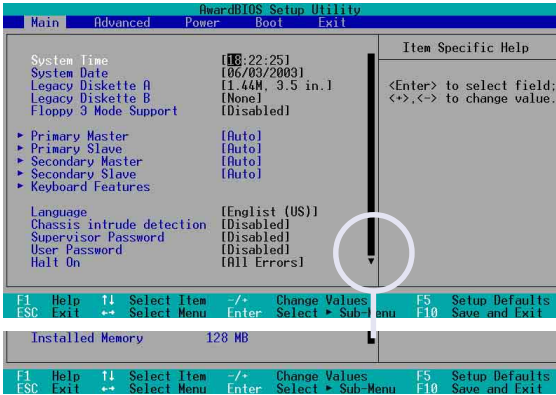 AwardBIOS Setup Utility
Main Advanced Power Boot Exit
Item Specific Help
System Time [18:22:25]
System Date [06/03/2003]
Legacy Diskette A [1.44M, 3.5 in.]
<Enter> to select field;
Legacy Diskette B [None]
<+>,<-> to change value.
Floppy 3 Mode Support [Disabled]
▸ Primary Master [Auto]
▸ Primary Slave [Auto]
▸ Secondary Master [Auto]
▸ Secondary Slave [Auto]
▸ Keyboard Features
Language [Englist (US)]
Chassis intrude detection [Disabled]
Supervisor Password [Disabled]
User Password [Disabled]
Halt On [All Errors]
F1 Help ↑↓ Select Item -/+ Change Values F5 Setup Defaults
ESC Exit ↔ Select Menu Enter Select ▸ Sub-Menu F10 Save and Exit
Installed Memory 128 MB
F1 Help ↑↓ Select Item -/+ Change Values F5 Setup Defaults
ESC Exit ↔ Select Menu Enter Select ▸ Sub-Menu F10 Save and Exit